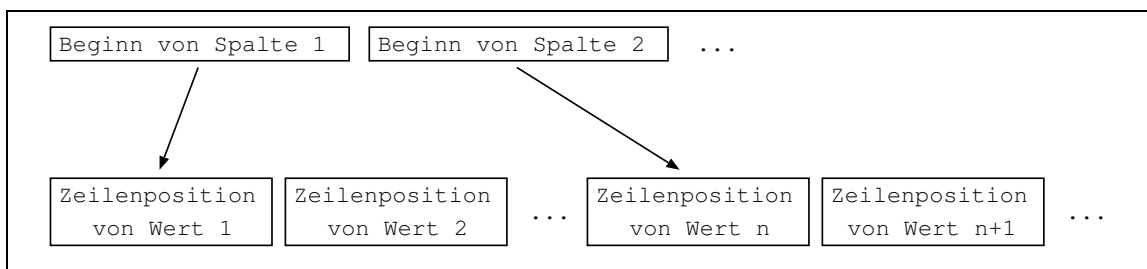 Beginn von Spalte 1 Beginn von Spalte 2 ...
Zeilenposition Zeilenposition Zeilenposition Zeilenposition
von Wert 1 von Wert 2 ... von Wert n von Wert n+1 ...